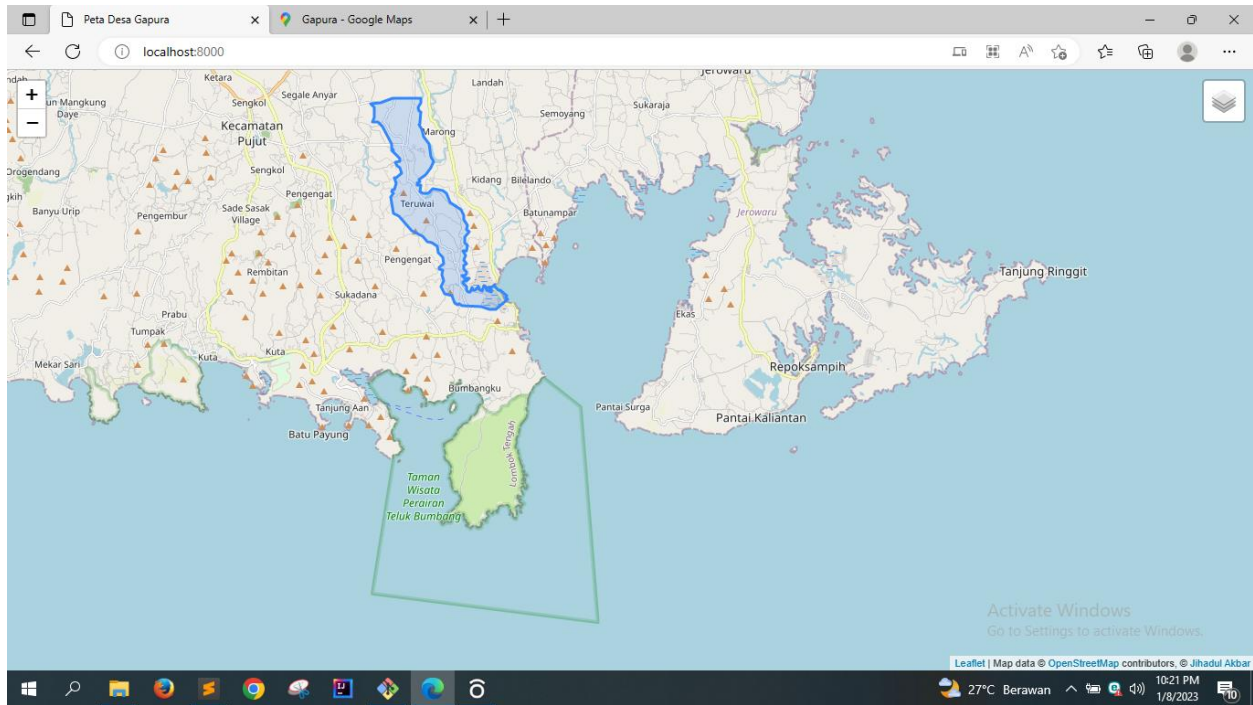 Peta Desa Gapura
Gapura - Google Maps
localhost:8000
+
−
Ketara
Segale Anyar
Landah
Jerowaru
un Mangkung
Daye
Sengkol
Kecamatan
Pujut
Marong
Semoyang
Sukaraja
Sengkol
Kidang
Bilelando
Banyu Urip
Pengembur
Sade Sasak
Village
Pengengat
Teruwai
Batunampar
Jerowaru
Rembitan
Pengengat
Tanjung Ringgit
Sukadana
Prabu
Ekas
Tumpak
Mekar Sari
Kuta
Kuta
Repoksampih
Bumbangku
Tanjung Aan
Pantai Surga
Pantai Kaliantan
Batu Payung
Lombok Tengah
Taman
Wisata
Perairan
Teluk Bumbang
Activate Windows
Go to Settings to activate Windows.
Leaflet | Map data © OpenStreetMap contributors, © Jihadul Akbar
27°C Berawan
10:21 PM
1/8/2023
10